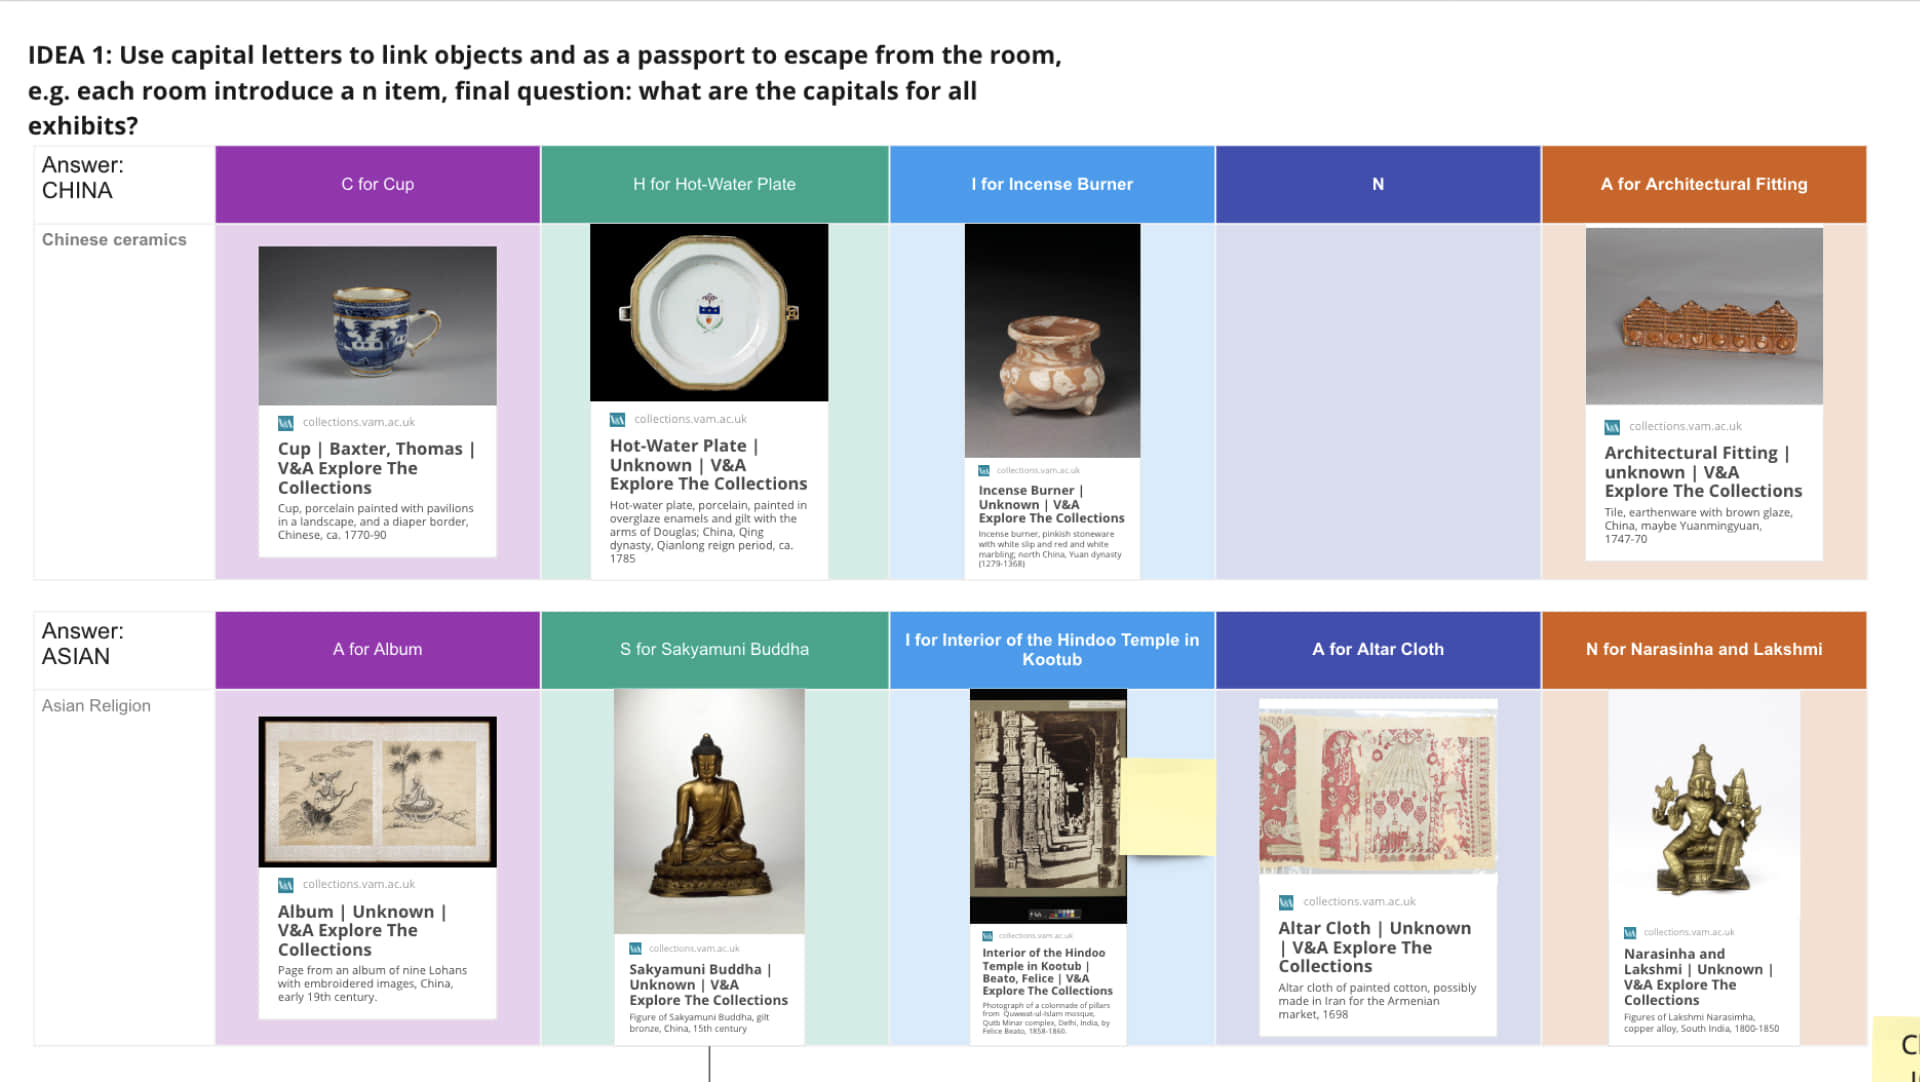 IDEA 1: Use capital letters to link objects and as a passport to escape from the room,
e.g. each room introduce a n item, final question: what are the capitals for all
exhibits?
Answer:
CHINA
C for Cup
H for Hot-Water Plate
I for Incense Burner
N
A for Architectural Fitting
Chinese ceramics
V&A collections.vam.ac.uk
Cup | Baxter, Thomas |
V&A Explore The
Collections
Cup, porcelain painted with pavilions
in a landscape, and a diaper border,
Chinese, ca. 1770-90
V&A collections.vam.ac.uk
Hot-Water Plate |
Unknown | V&A
Explore The Collections
Hot-water plate, porcelain, painted in
overglaze enamels and gilt with the
arms of Douglas; China, Qing
dynasty, Qianlong reign period, ca.
1785
V&A collections.vam.ac.uk
Incense Burner |
Unknown | V&A
Explore The Collections
Incense burner, pinkish stoneware
with white slip and red and white
marbling; north China, Yuan dynasty
(1279-1368)
V&A collections.vam.ac.uk
Architectural Fitting |
unknown | V&A
Explore The Collections
Tile, earthenware with brown glaze,
China, maybe Yuanmingyuan,
1747-70
Answer:
ASIAN
A for Album
S for Sakyamuni Buddha
I for Interior of the Hindoo Temple in
Kootub
A for Altar Cloth
N for Narasinha and Lakshmi
Asian Religion
V&A collections.vam.ac.uk
Album | Unknown |
V&A Explore The
Collections
Page from an album of nine Lohans
with embroidered images, China,
early 19th century.
V&A collections.vam.ac.uk
Sakyamuni Buddha |
Unknown | V&A
Explore The Collections
Figure of Sakyamuni Buddha, gilt
bronze, China, 15th century
V&A collections.vam.ac.uk
Interior of the Hindoo
Temple in Kootub |
Beato, Felice | V&A
Explore The Collections
Photograph of a colonnade of pillars
from Quwwat-ul-Islam mosque,
Qutb Minar complex, Delhi, India, by
Felice Beato, 1858-1860.
V&A collections.vam.ac.uk
Altar Cloth | Unknown
| V&A Explore The
Collections
Altar cloth of painted cotton, possibly
made in Iran for the Armenian
market, 1698
V&A collections.vam.ac.uk
Narasinha and
Lakshmi | Unknown |
V&A Explore The
Collections
Figures of Lakshmi Narasimha,
copper alloy, South India, 1800-1850